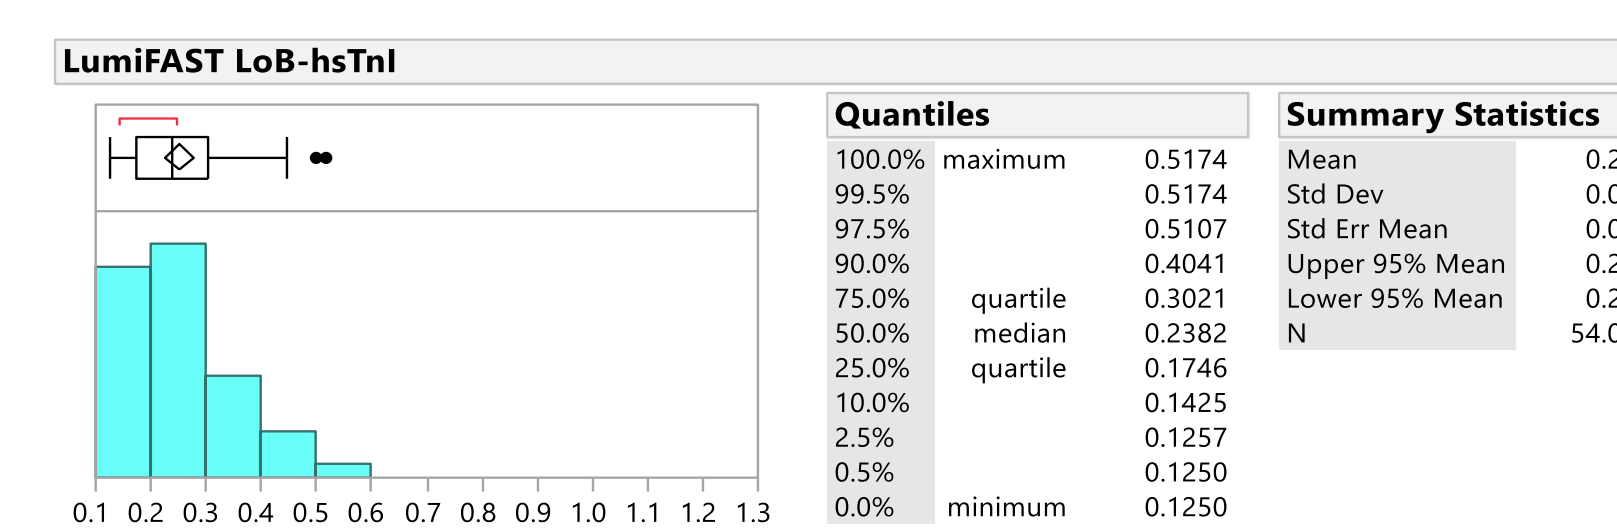 LumiFAST LoB-hsTnI
0.1 0.2 0.3 0.4 0.5 0.6 0.7 0.8 0.9 1.0 1.1 1.2 1.3
Quantiles
100.0% maximum 0.5174
99.5% 0.5174
97.5% 0.5107
90.0% 0.4041
75.0% quartile 0.3021
50.0% median 0.2382
25.0% quartile 0.1746
10.0% 0.1425
2.5% 0.1257
0.5% 0.1250
0.0% minimum 0.1250
Summary Statistics
Mean
Std Dev
Std Err Mean
Upper 95% Mean
Lower 95% Mean
N